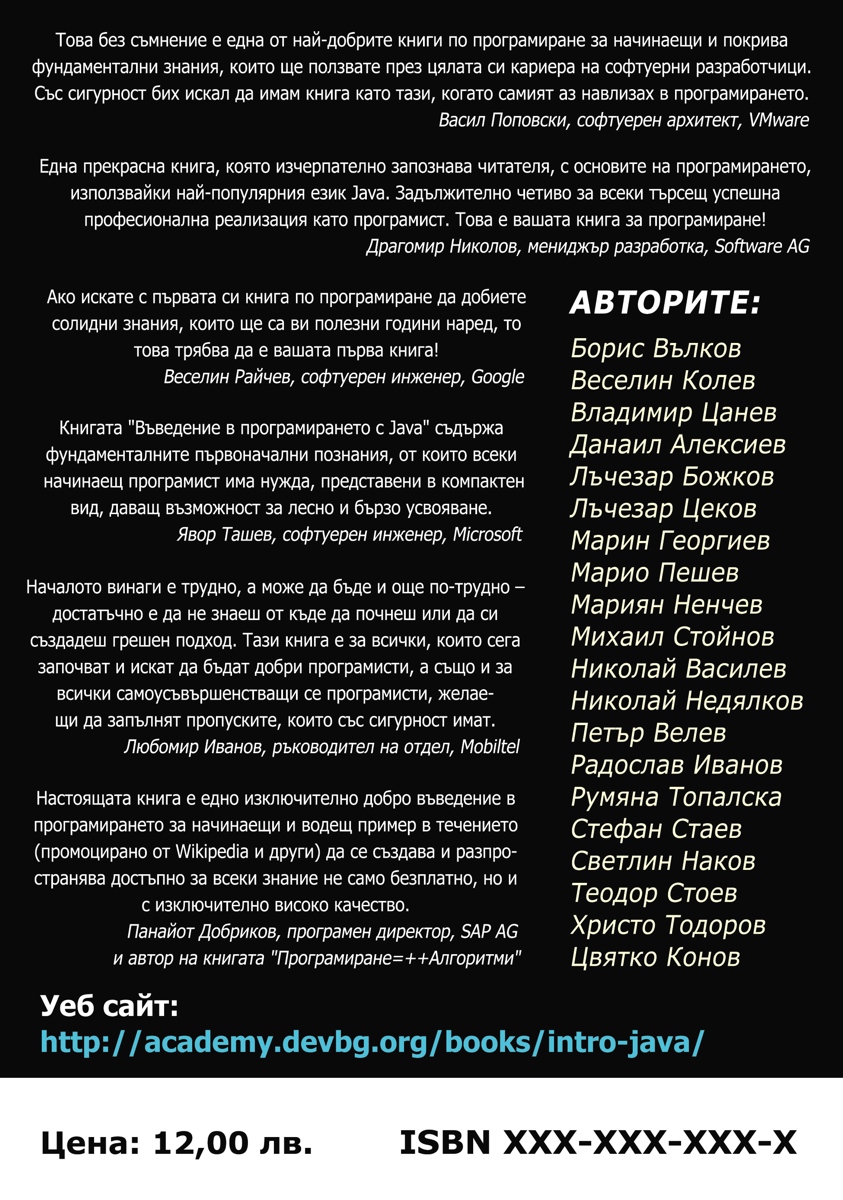 Това без съмнение е една от най-добрите книги по програмиране за начинаещи и покрива
фундаментални знания, които ще ползвате през цялата си кариера на софтуерни разработчици.
Със сигурност бих искал да имам книга като тази, когато самият аз навлизах в програмирането.
Васил Поповски, софтуерен архитект, VMware
Една прекрасна книга, която изчерпателно запознава читателя, с основите на програмирането,
използвайки най-популярния език Java. Задължително четиво за всеки търсещ успешна
професионална реализация като програмист. Това е вашата книга за програмиране!
Драгомир Николов, мениджър разработка, Software AG
Ако искате с първата си книга по програмиране да добиете
солидни знания, които ще са ви полезни години наред, то
това трябва да е вашата първа книга!
Веселин Райчев, софтуерен инженер, Google
Книгата "Въведение в програмирането с Java" съдържа
фундаменталните първоначални познания, от които всеки
начинаещ програмист има нужда, представени в компактен
вид, даващ възможност за лесно и бързо усвояване.
Явор Ташев, софтуерен инженер, Microsoft
Началото винаги е трудно, а може да бъде и още по-трудно –
достатъчно е да не знаеш от къде да почнеш или да си
създадеш грешен подход. Тази книга е за всички, които сега
започват и искат да бъдат добри програмисти, а също и за
всички самоусъвършенстващи се програмисти, желае-
щи да запълнят пропуските, които със сигурност имат.
Любомир Иванов, ръководител на отдел, Mobiltel
Настоящата книга е едно изключително добро въведение в
програмирането за начинаещи и водещ пример в течението
(промоцирано от Wikipedia и други) да се създава и разпро-
странява достъпно за всеки знание не само безплатно, но и
с изключително високо качество.
Панайот Добриков, програмен директор, SAP AG
и автор на книгата "Програмиране=++Алгоритми"
АВТОРИТЕ:
Борис Вълков
Веселин Колев
Владимир Цанев
Данаил Алексиев
Лъчезар Божков
Лъчезар Цеков
Марин Георгиев
Марио Пешев
Мариян Ненчев
Михаил Стойнов
Николай Василев
Николай Недялков
Петър Велев
Радослав Иванов
Румяна Топалска
Стефан Стаев
Светлин Наков
Теодор Стоев
Христо Тодоров
Цвятко Конов
Уеб сайт:
http://academy.devbg.org/books/intro-java/
Цена: 12,00 лв.
ISBN XXX-XXX-XXX-X